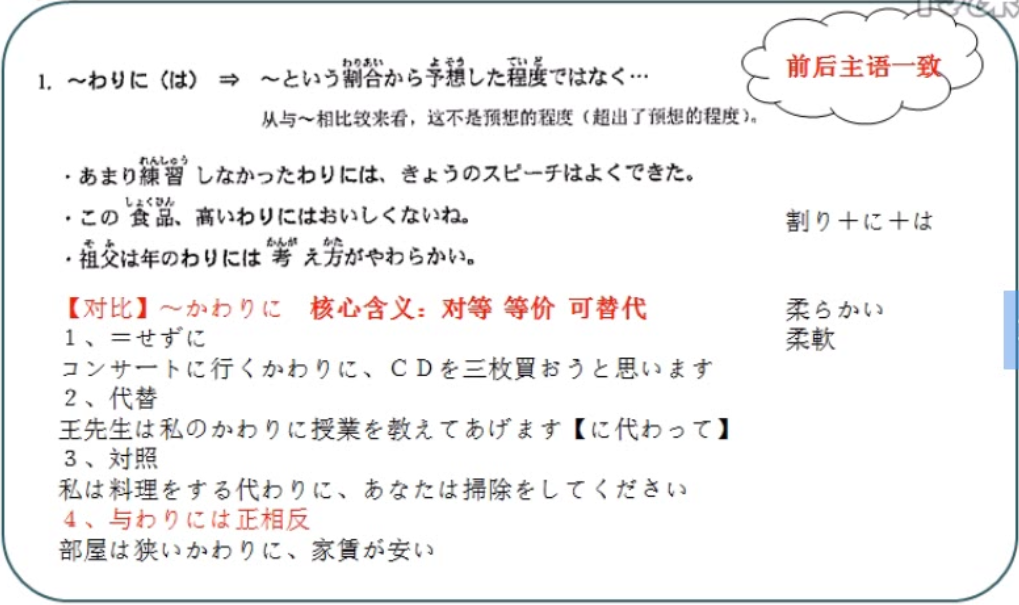 前后主语一致
1. ～わりに（は） ⇒ ～という割合から予想した程度ではなく…
从与～相比较来看，这不是预想的程度（超出了预想的程度）。
・あまり練習しなかったわりには、きょうのスピーチはよくできた。
・この食品、高いわりにはおいしくないね。
割り＋に＋は
・祖父は年のわりには考え方がやわらかい。
【对比】～かわりに 核心含义：对等 等价 可替代
柔らかい
1、＝せずに
柔軟
コンサートに行くかわりに、ＣＤを三枚買おうと思います
2、代替
王先生は私のかわりに授業を教えてあげます【に代わって】
3、対照
私は料理をする代わりに、あなたは掃除をしてください
4、与わりには正相反
部屋は狭いかわりに、家賃が安い